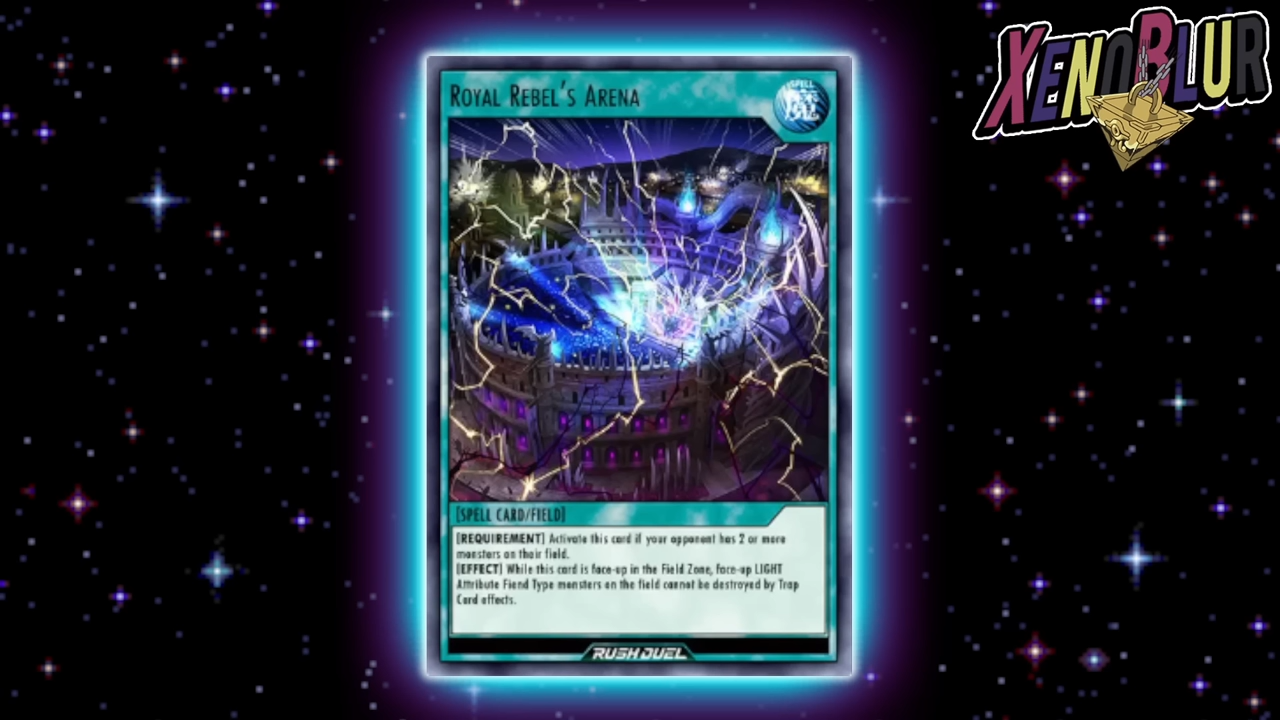 XENOBLUR
ROYAL REBEL'S ARENA
SPELL
[SPELL CARD/FIELD]
[REQUIREMENT] Activate this card if your opponent has 2 or more
monsters on their field.
[EFFECT] While this card is face-up in the Field Zone, face-up LIGHT
Attribute Fiend Type monsters on the field cannot be destroyed by Trap
Card effects.
RUSH DUEL